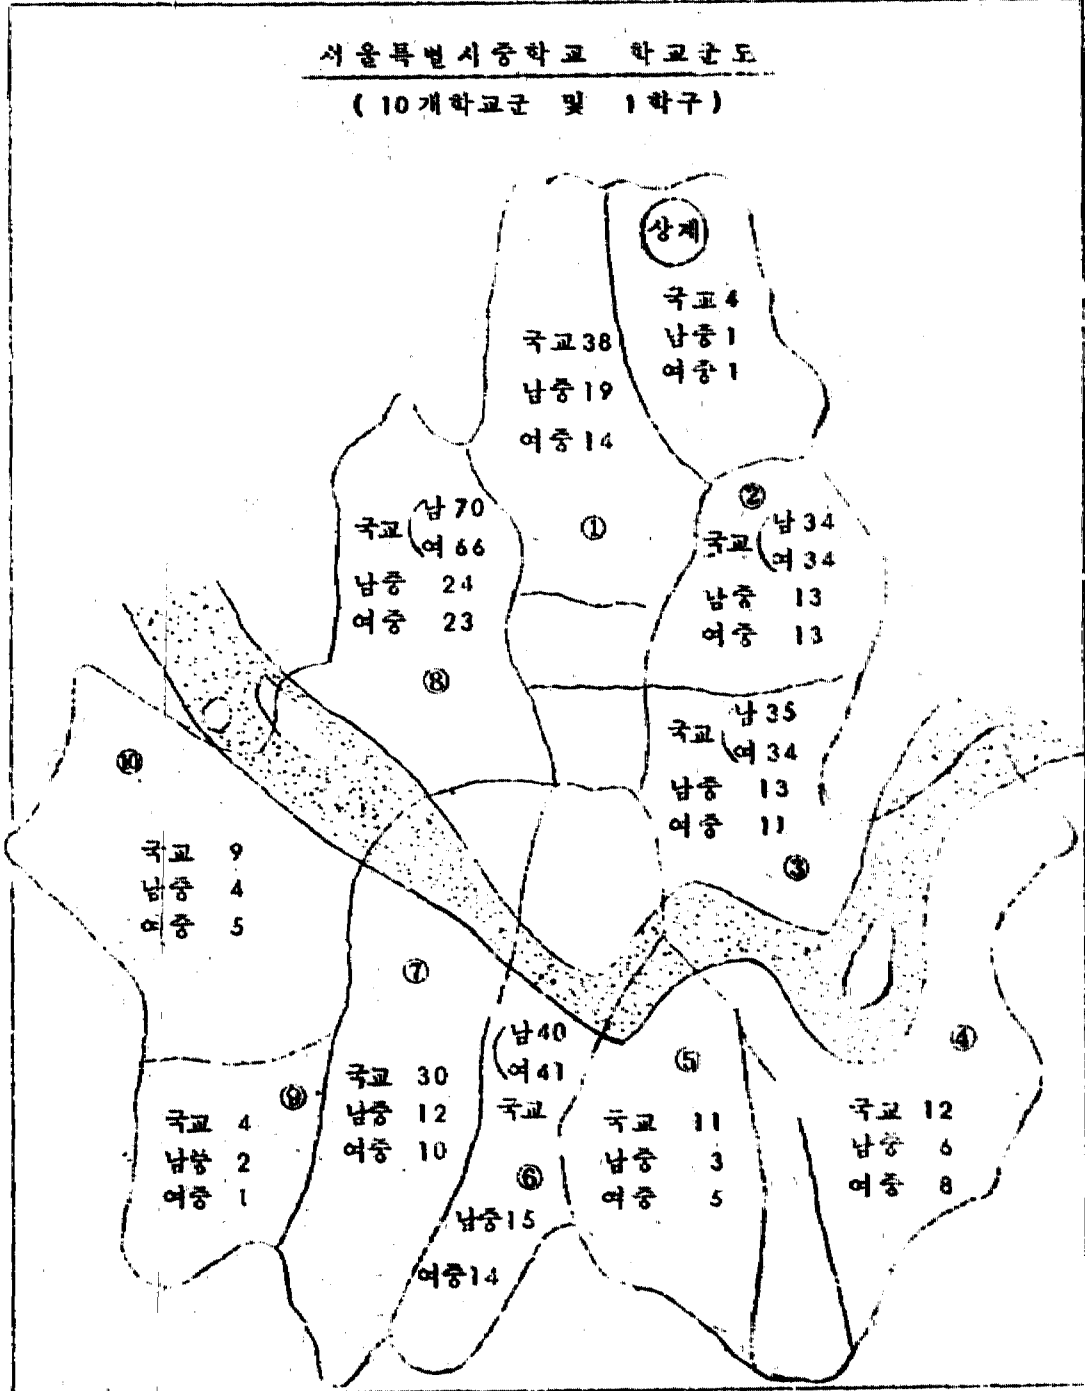 서울특별시중학교 학교군도
( 10개학교군 및 1학구 )
상계
국교 4
남중 1
여중 1
국교 38
남중 19
여중 14
①
②
국교 (남 34
여 34
남중 13
여중 13
국교 (남 70
여 66
남중 24
여중 23
⑧
국교 (남 35
여 34
남중 13
여중 11
③
⑩
국교 9
남중 4
여중 5
⑦
국교 30
남중 12
여중 10
⑨
국교 4
남중 2
여중 1
(남 40
여 41
국교
⑥
남중 15
여중 14
⑤
국교 11
남중 3
여중 5
④
국교 12
남중 6
여중 8